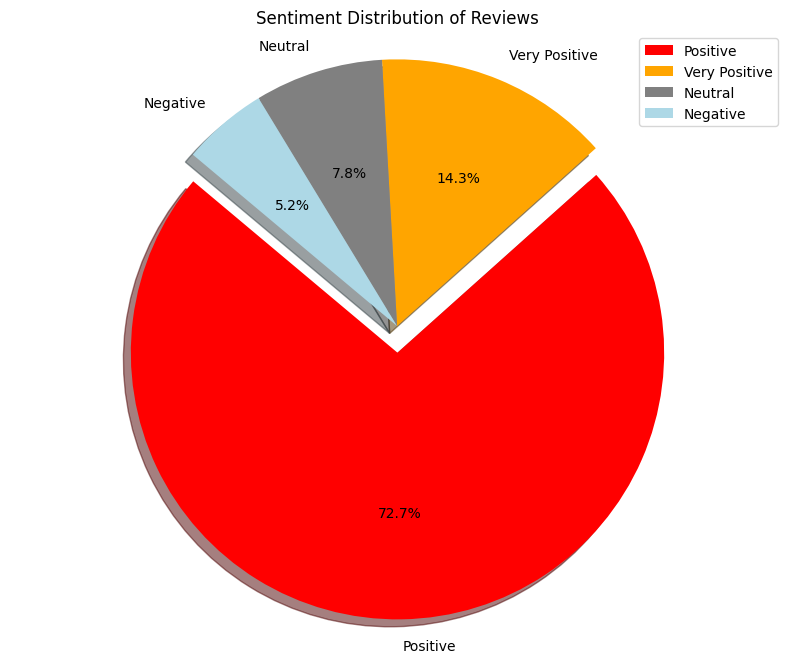 Sentiment Distribution of Reviews
Positive
Very Positive
Neutral
Negative
Neutral
Very Positive
Negative
7.8%
14.3%
5.2%
72.7%
Positive